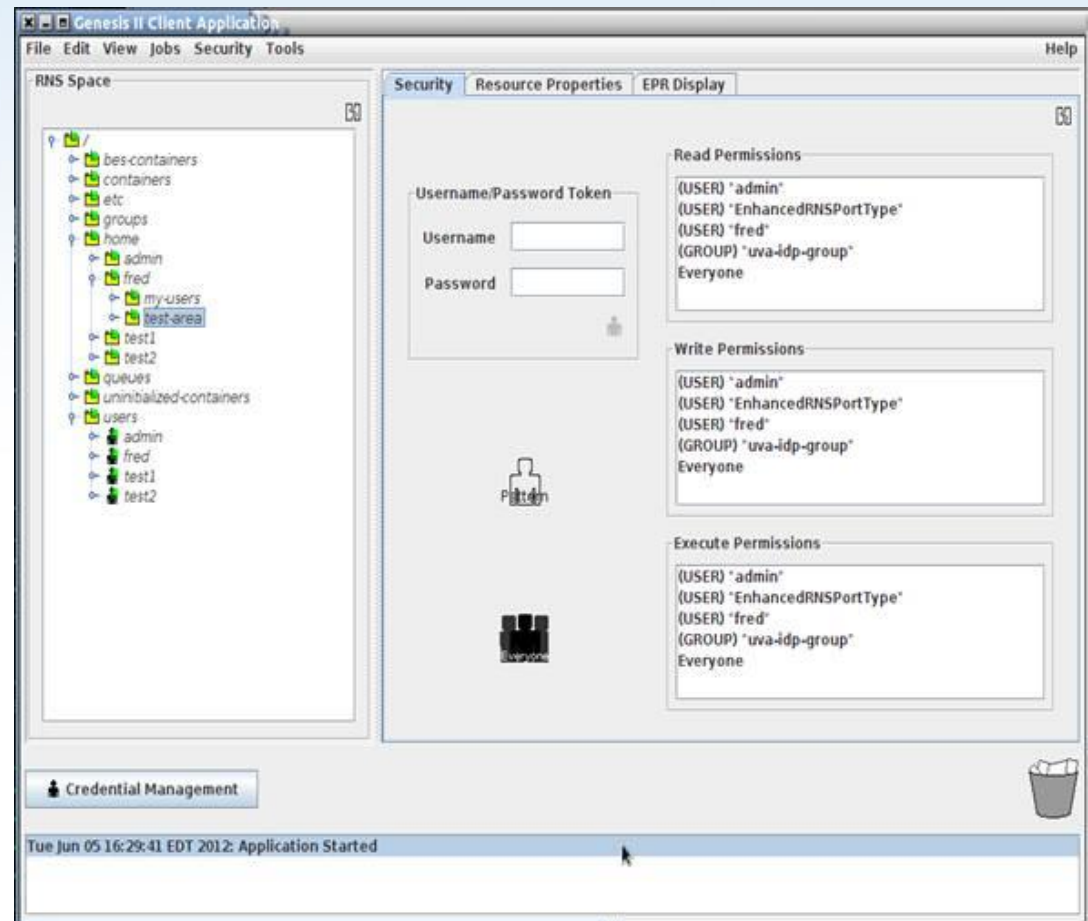 Genesis II Client Application
File Edit View Jobs Security Tools Help
RNS Space
/
bes-containers
containers
etc
groups
home
admin
fred
my-users
test-area
test1
test2
queues
uninitialized-containers
users
admin
fred
test1
test2
Security Resource Properties EPR Display
Username/Password Token
Username
Password
Pattern
Everyone
Read Permissions
(USER) "admin"
(USER) "EnhancedRNSPortType"
(USER) "fred"
(GROUP) "uva-idp-group"
Everyone
Write Permissions
(USER) "admin"
(USER) "EnhancedRNSPortType"
(USER) "fred"
(GROUP) "uva-idp-group"
Everyone
Execute Permissions
(USER) "admin"
(USER) "EnhancedRNSPortType"
(USER) "fred"
(GROUP) "uva-idp-group"
Everyone
Credential Management
Tue Jun 05 16:29:41 EDT 2012: Application Started